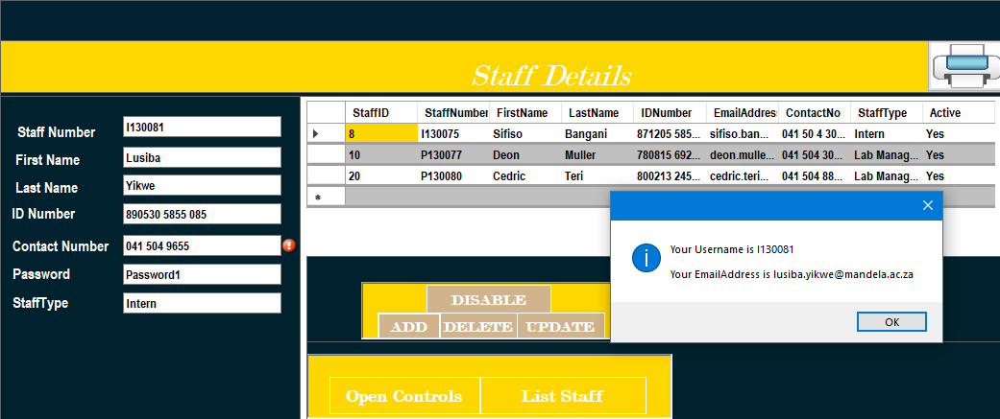 Staff Details
Staff Number I130081
First Name Lusiba
Last Name Yikwe
ID Number 890530 5855 085
Contact Number 041 504 9655
Password Password1
StaffType Intern
StaffID StaffNumber FirstName LastName IDNumber EmailAddress ContactNo StaffType Active
8 I130075 Sifiso Bangani 871205 585... sifiso.ban... 041 50 4 30... Intern Yes
10 P130077 Deon Muller 780815 692... deon.mulle... 041 504 30... Lab Manag... Yes
20 P130080 Cedric Teri 800213 245... cedric.teri... 041 504 88... Lab Manag... Yes
Your Username is I130081
Your EmailAddress is lusiba.yikwe@mandela.ac.za
OK
DISABLE
ADD DELETE UPDATE
Open Controls List Staff